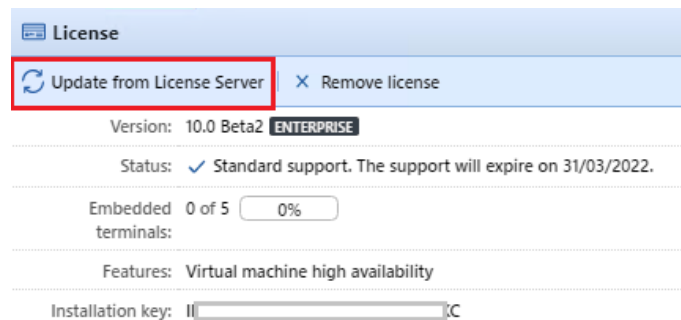 License
Update from License Server Remove license
Version: 10.0 Beta2 ENTERPRISE
Status: Standard support. The support will expire on 31/03/2022.
Embedded terminals: 0 of 5 0%
Features: Virtual machine high availability
Installation key: